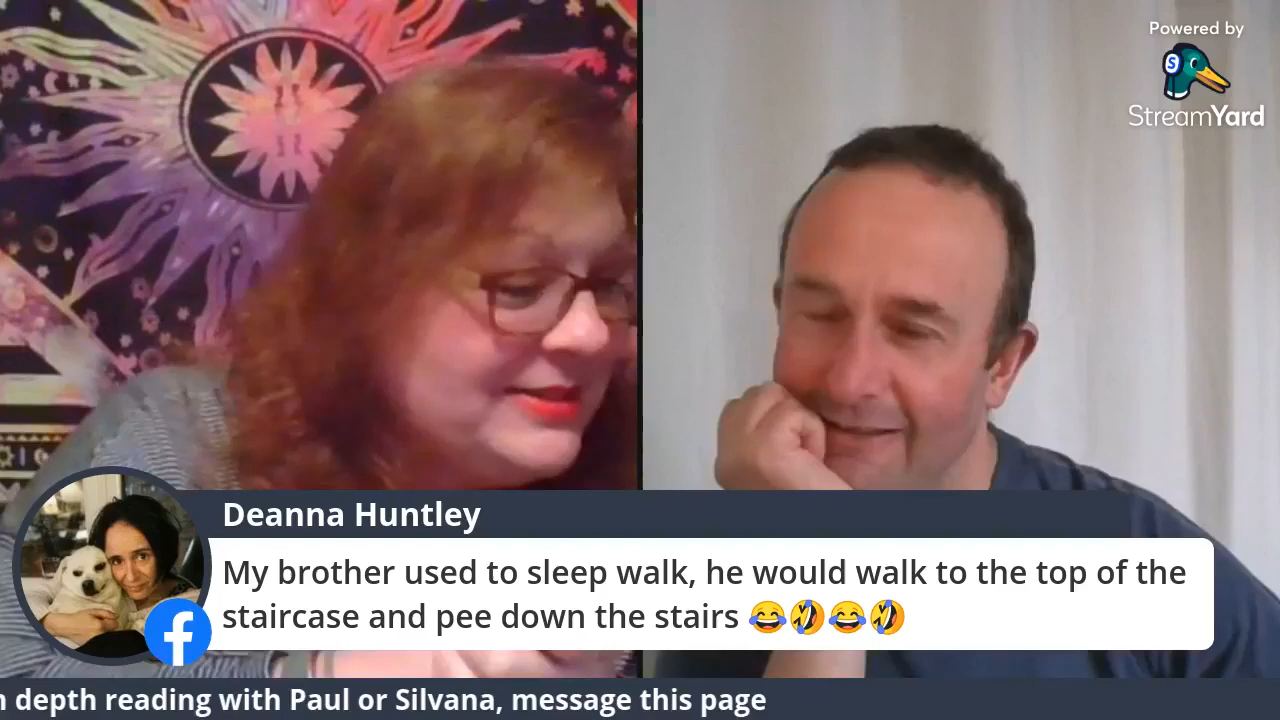 Powered by
StreamYard
Deanna Huntley
My brother used to sleep walk, he would walk to the top of the
staircase and pee down the stairs 😂🤣😂🤣
depth reading with Paul or Silvana, message this page